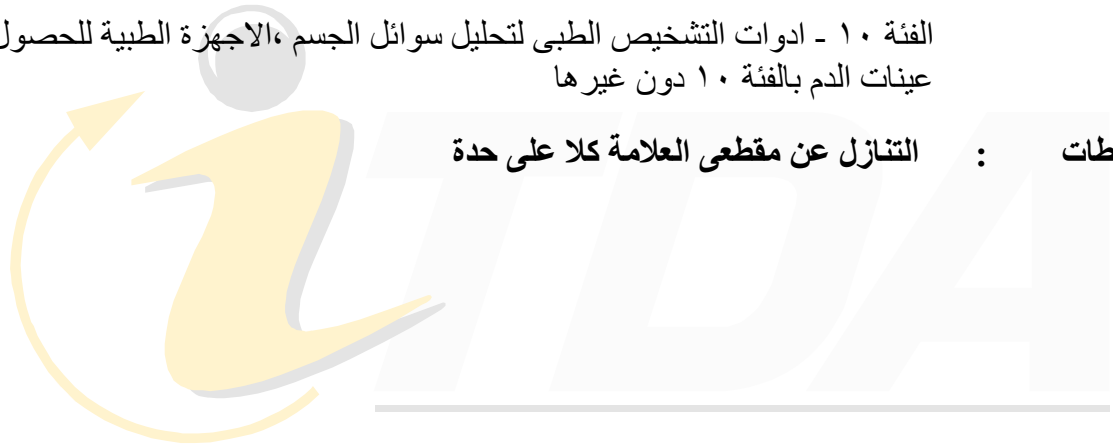 الفئة ١٠ - ادوات التشخيص الطبى لتحليل سوائل الجسم ،الاجهزة الطبية للحصول
عينات الدم بالفئة ١٠ دون غيرها
طات : التنازل عن مقطعى العلامة كلا على حدة
iTDA